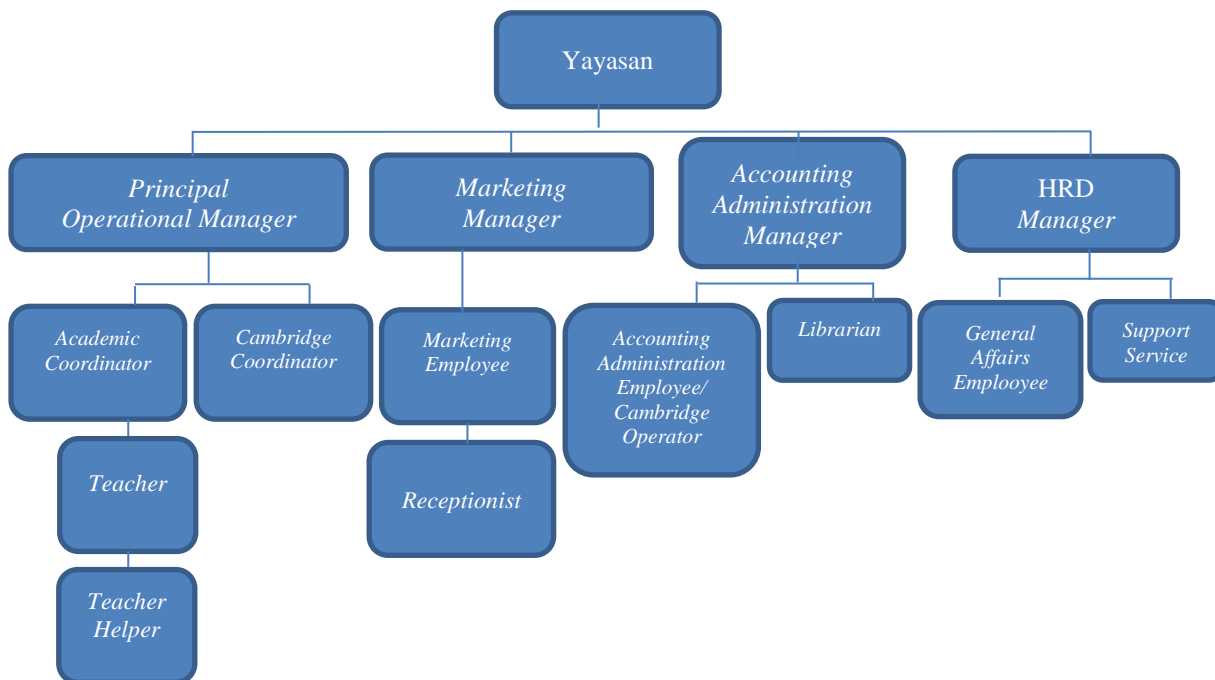 Yayasan
Principal
Operational Manager
Marketing
Manager
Accounting
Administration
Manager
HRD
Manager
Academic
Coordinator
Cambridge
Coordinator
Marketing
Employee
Accounting
Administration
Employee/
Cambridge
Operator
Librarian
General
Affairs
Emplooyee
Support
Service
Teacher
Receptionist
Teacher
Helper